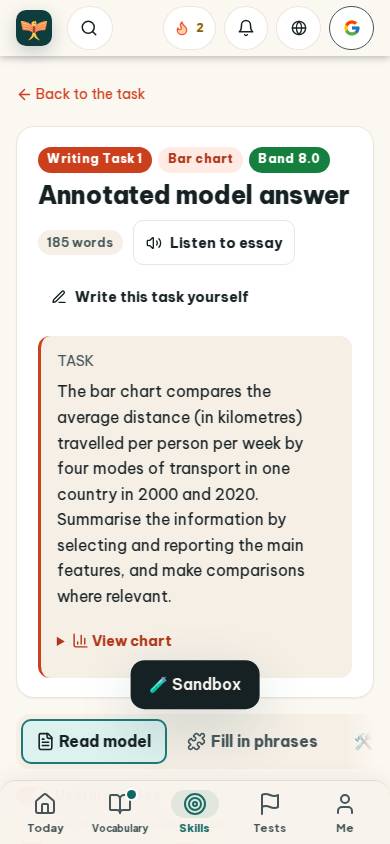 2
Back to the task
Writing Task 1
Bar chart
Band 8.0
Annotated model answer
185 words
Listen to essay
Write this task yourself
TASK
The bar chart compares the
average distance (in kilometres)
travelled per person per week by
four modes of transport in one
country in 2000 and 2020.
Summarise the information by
selecting and reporting the main
features, and make comparisons
where relevant.
View chart
Sandbox
Read model
Fill in phrases
Today
Vocabulary
Skills
Tests
Me